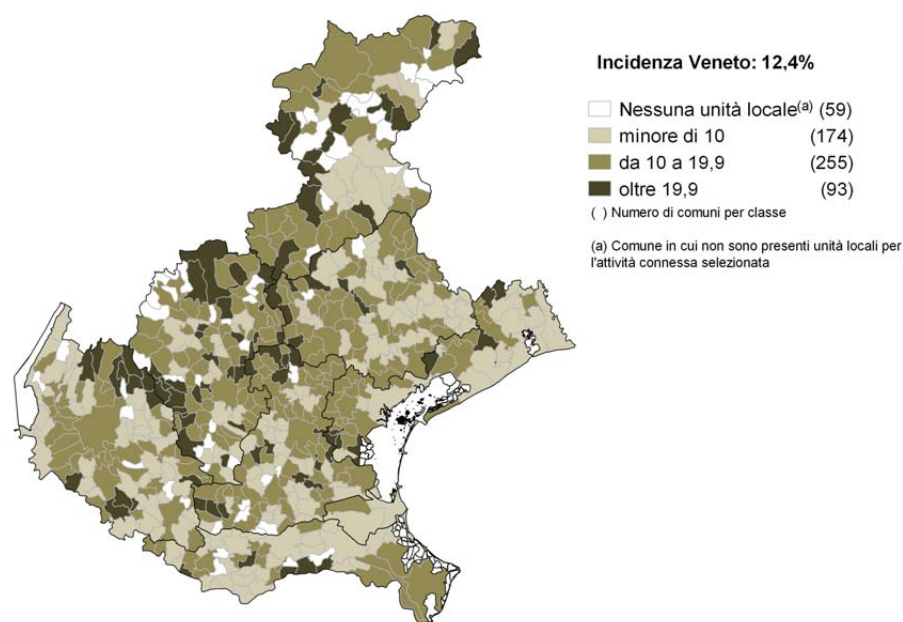 Incidenza Veneto: 12,4%
Nessuna unità locale(a) (59)
minore di 10 (174)
da 10 a 19,9 (255)
oltre 19,9 (93)
( ) Numero di comuni per classe
(a) Comune in cui non sono presenti unità locali per
l'attività connessa selezionata